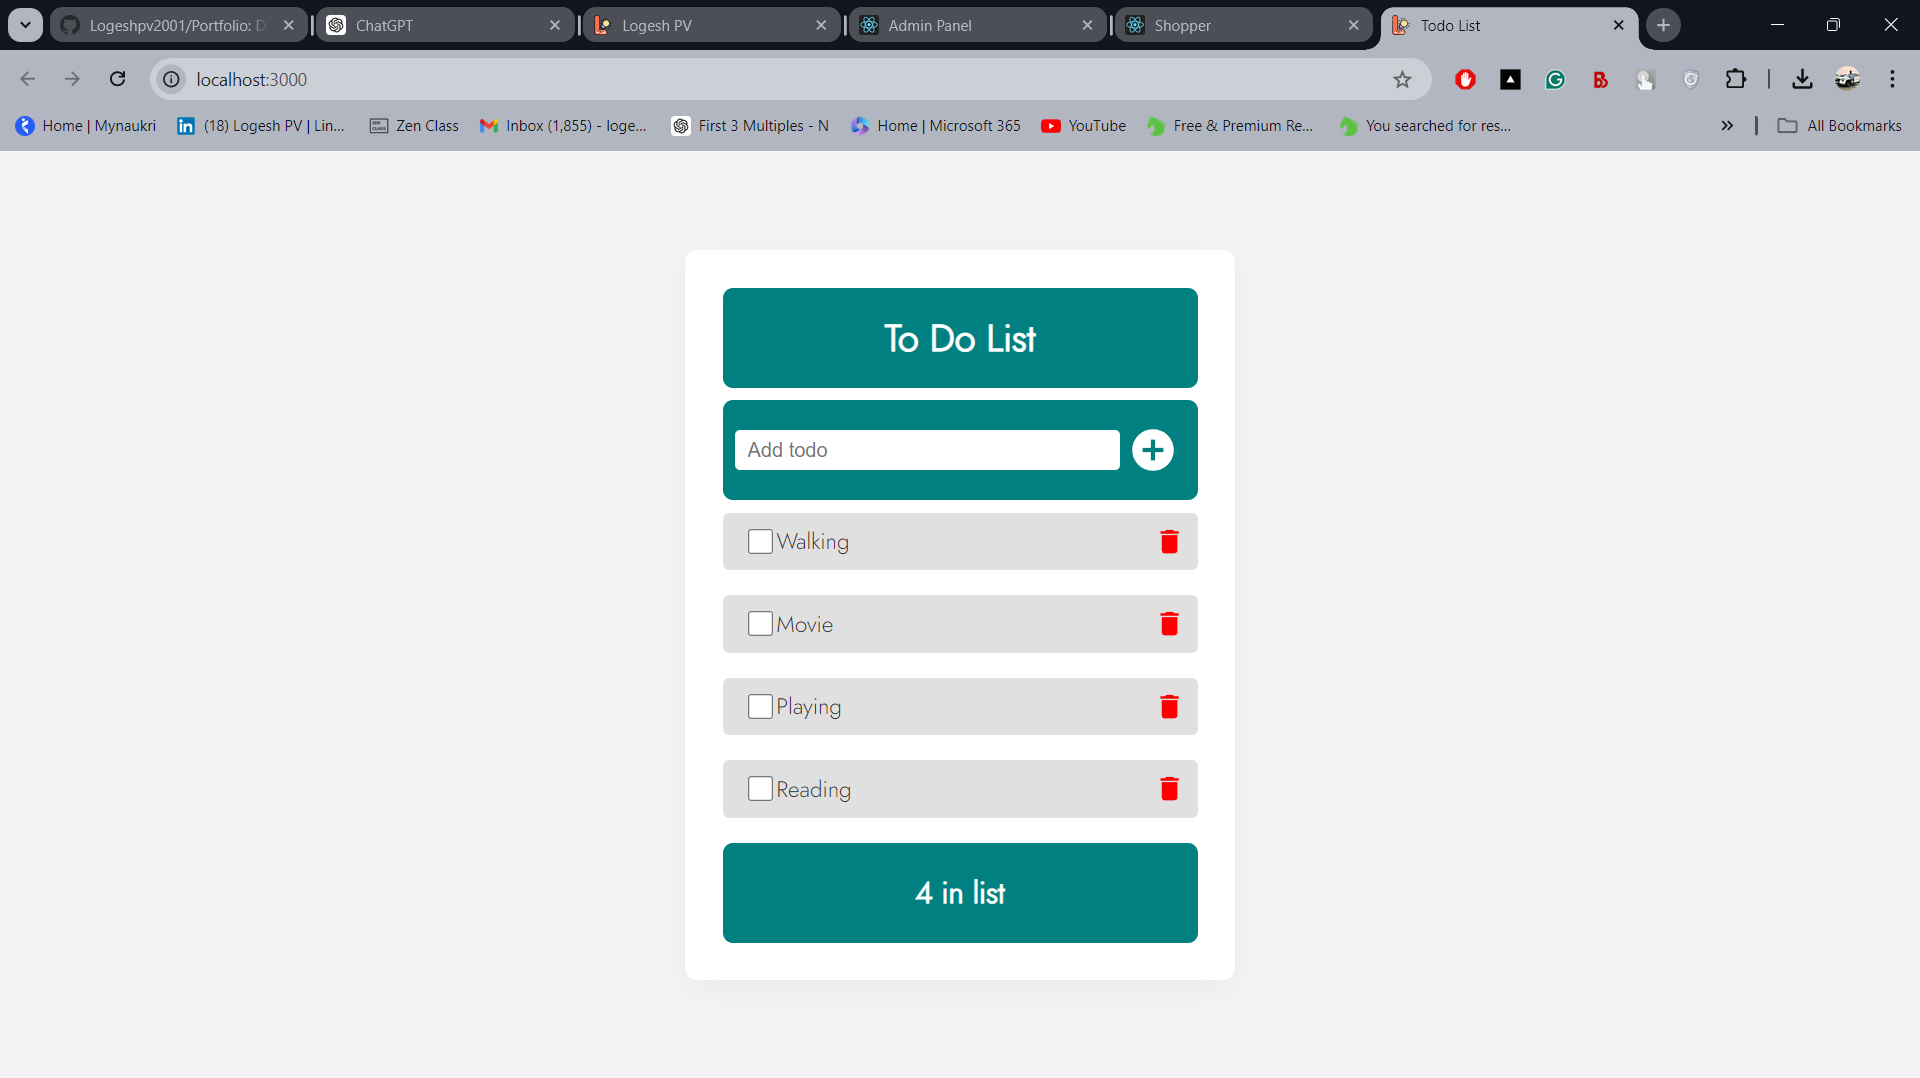 Logeshpv2001/Portfolio: D
ChatGPT
Logesh PV
Admin Panel
Shopper
Todo List
localhost:3000
Home | Mynaukri
(18) Logesh PV | Lin...
Zen Class
Inbox (1,855) - loge...
First 3 Multiples - N
Home | Microsoft 365
YouTube
Free & Premium Re...
You searched for res...
All Bookmarks
To Do List
Add todo
Walking
Movie
Playing
Reading
4 in list